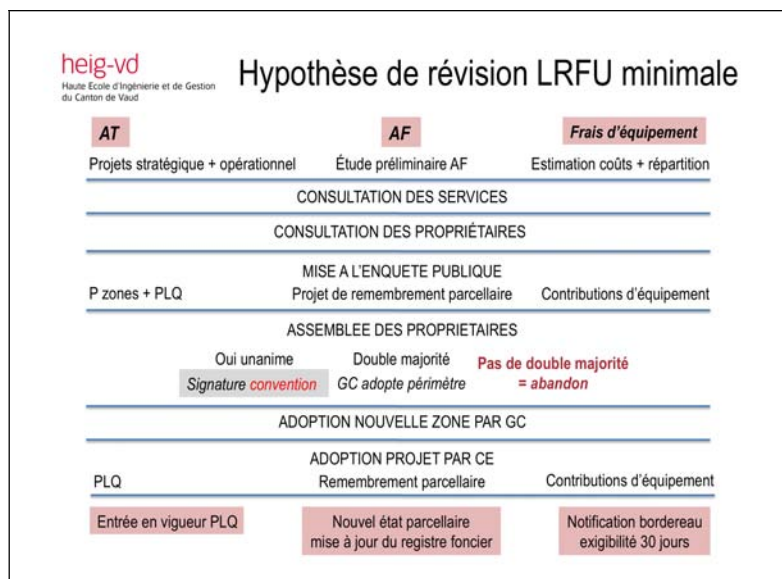 heig-vd
Haute Ecole d'Ingénierie et de Gestion
du Canton de Vaud
Hypothèse de révision LRFU minimale
AT
AF
Frais d'équipement
Projets stratégique + opérationnel
Étude préliminaire AF
Estimation coûts + répartition
CONSULTATION DES SERVICES
CONSULTATION DES PROPRIÉTAIRES
MISE A L'ENQUETE PUBLIQUE
P zones + PLQ
Projet de remembrement parcellaire
Contributions d'équipement
ASSEMBLEE DES PROPRIETAIRES
Oui unanime
Signature convention
Double majorité
GC adopte périmètre
Pas de double majorité
= abandon
ADOPTION NOUVELLE ZONE PAR GC
ADOPTION PROJET PAR CE
PLQ
Remembrement parcellaire
Contributions d'équipement
Entrée en vigueur PLQ
Nouvel état parcellaire
mise à jour du registre foncier
Notification bordereau
exigibilité 30 jours